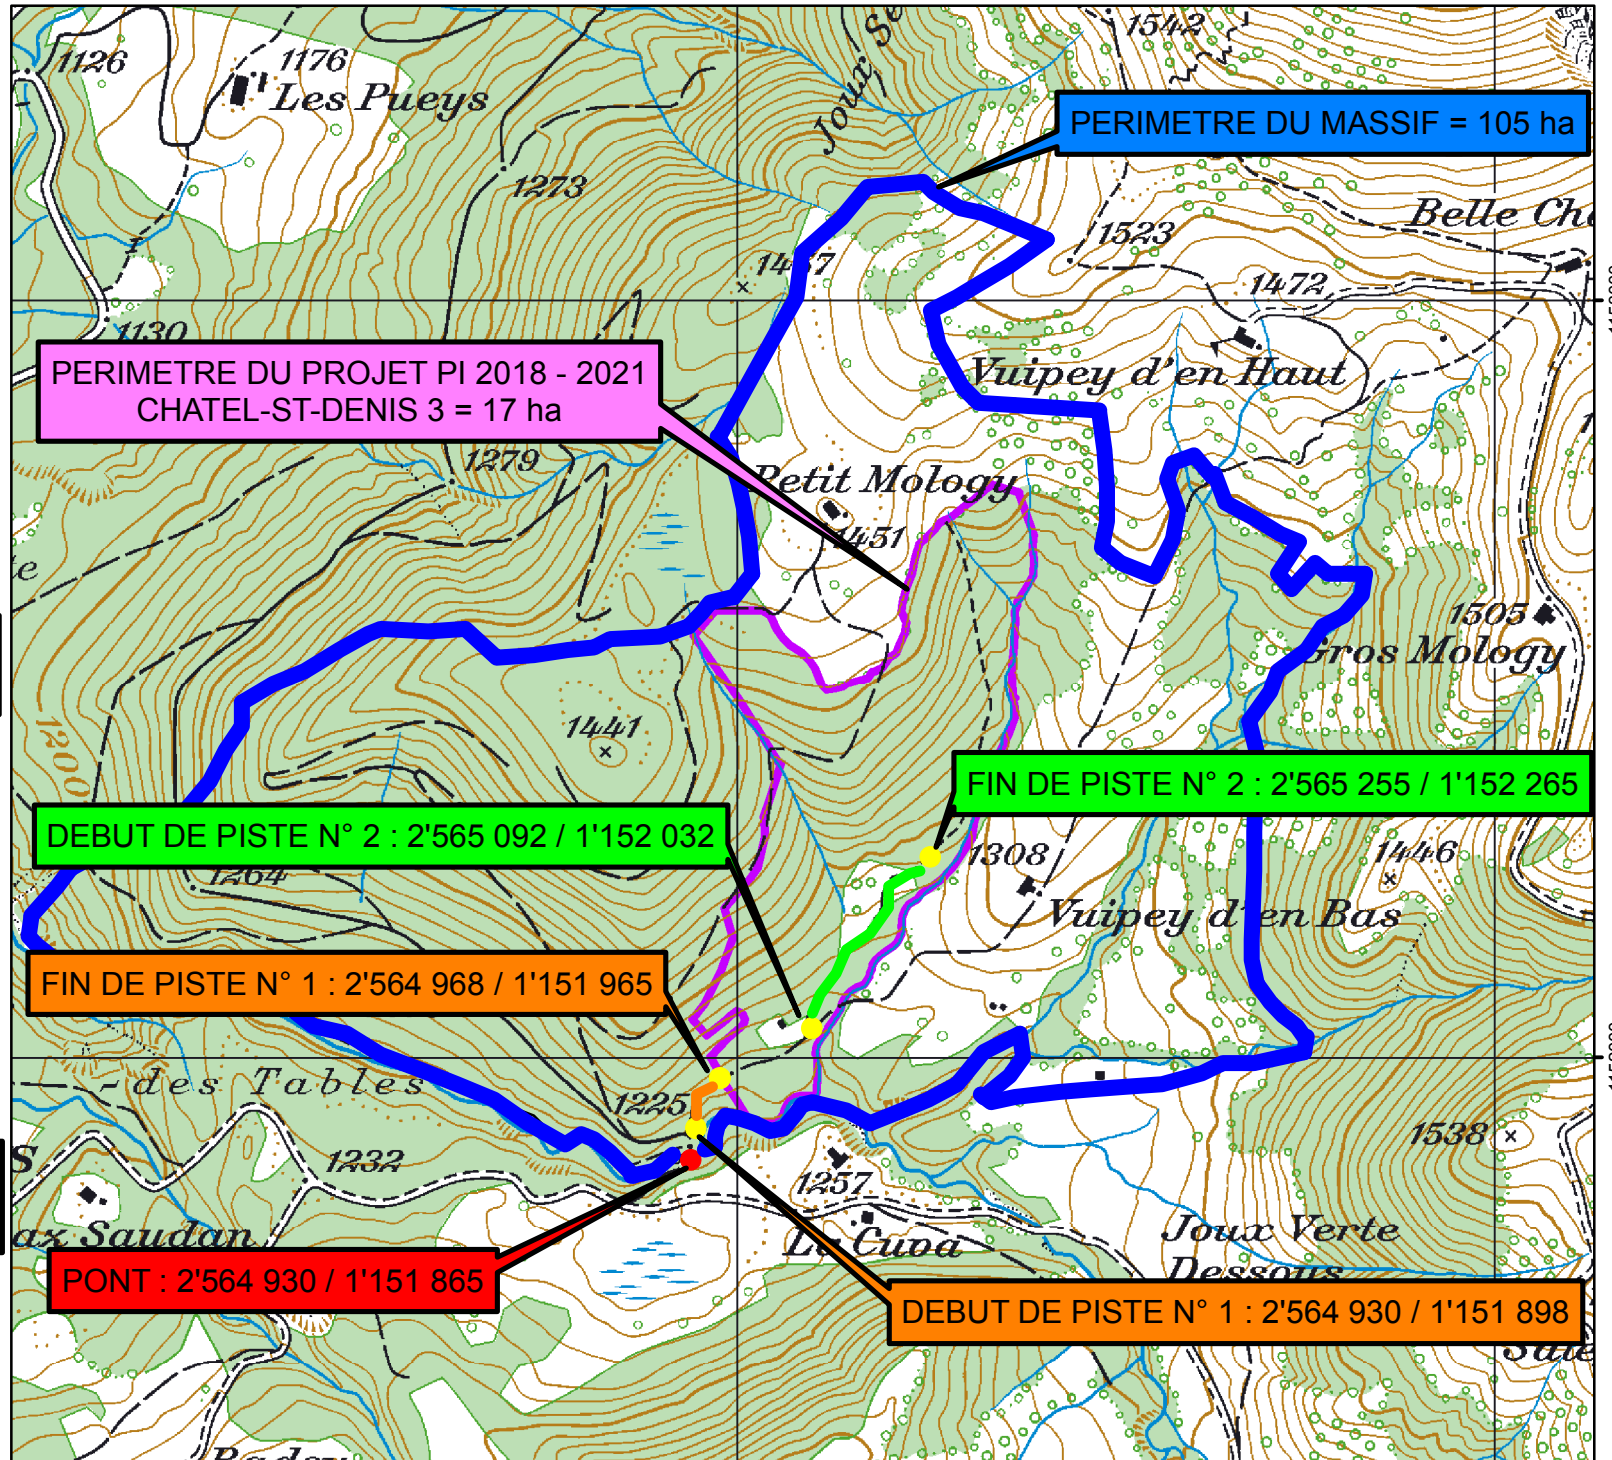 1542
1126
1176
Les Pueys
PERIMETRE DU MASSIF = 105 ha
Joux
1273
Belle
1523
1472
1130
PERIMETRE DU PROJET PI 2018 - 2021
CHATEL-ST-DENIS 3 = 17 ha
Vuipey d'en Haut
1279
Petit Mology
1451
1505
Gros Mology
1441
1200
FIN DE PISTE N° 2 : 2'565 255 / 1'152 265
DEBUT DE PISTE N° 2 : 2'565 092 / 1'152 032
1308
1446
1264
Vuipey d'en Bas
FIN DE PISTE N° 1 : 2'564 968 / 1'151 965
des Tables
1225
1538
1232
1257
Saudan
La Cuva
Joux Verte
Dessous
PONT : 2'564 930 / 1'151 865
DEBUT DE PISTE N° 1 : 2'564 930 / 1'151 898